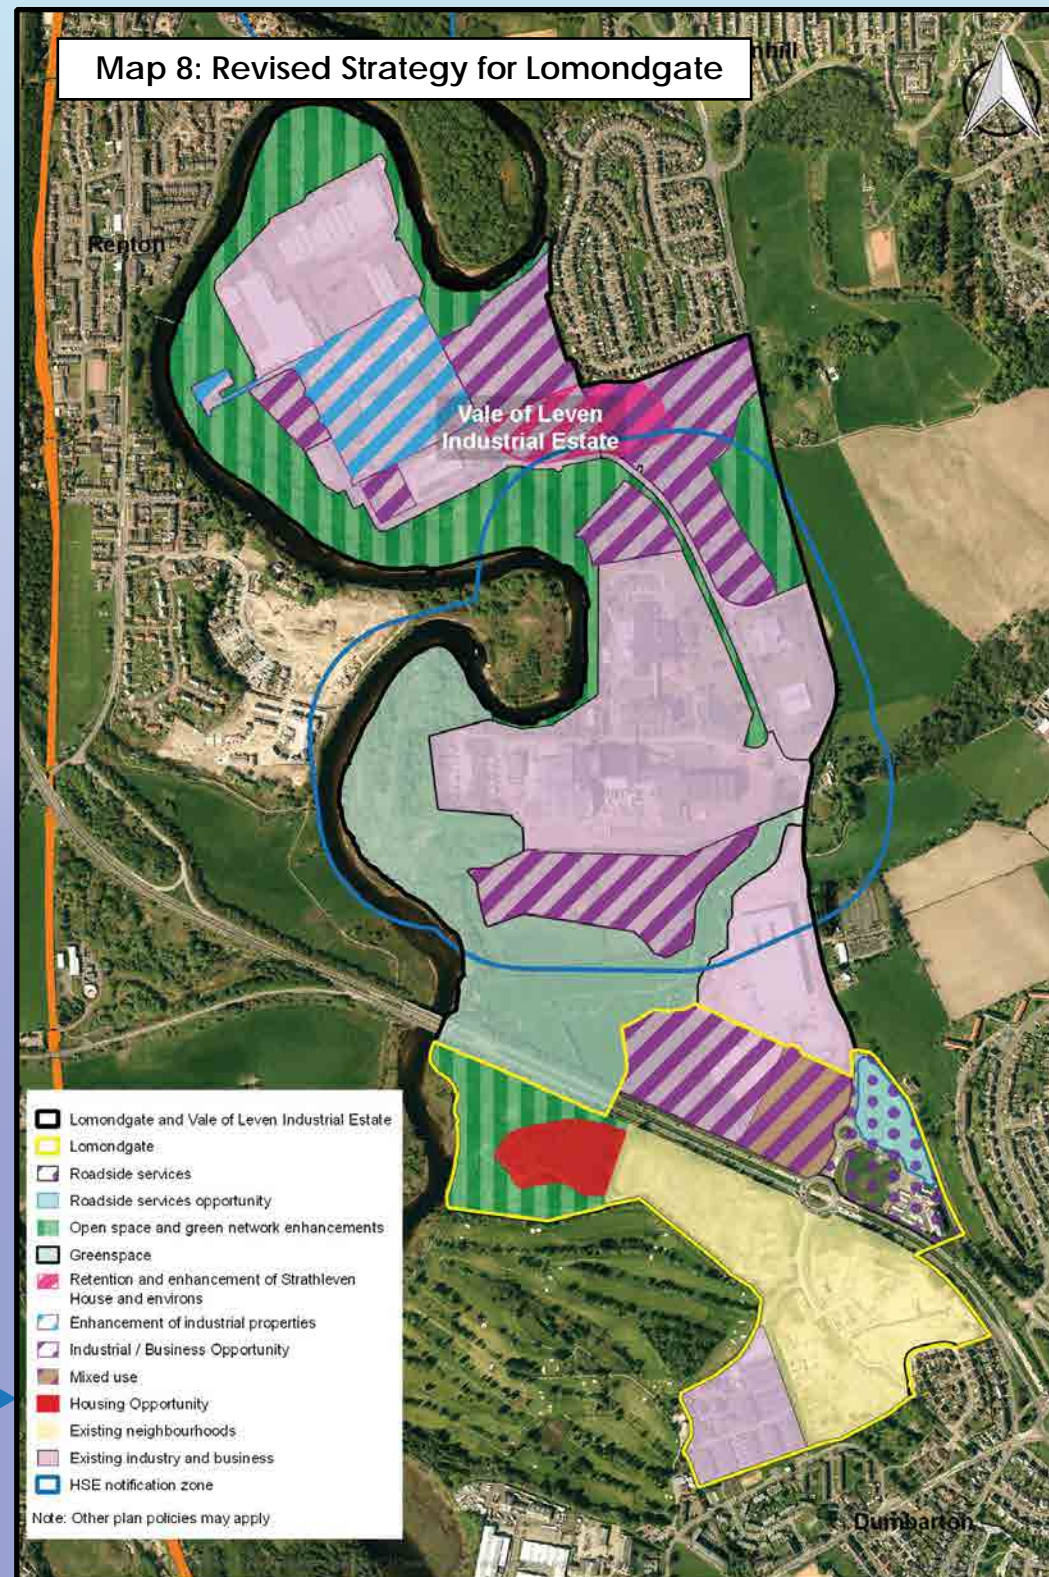 Map 8: Revised Strategy for Lomondgate
nhill
Renton
Vale of Leven
Industrial Estate
Lomondgate and Vale of Leven Industrial Estate
Lomondgate
Roadside services
Roadside services opportunity
Open space and green network enhancements
Greenspace
Retention and enhancement of Strathleven
House and environs
Enhancement of industrial properties
Industrial / Business Opportunity
Mixed use
Housing Opportunity
Existing neighbourhoods
Existing industry and business
HSE notification zone
Note: Other plan policies may apply
Dumbarton